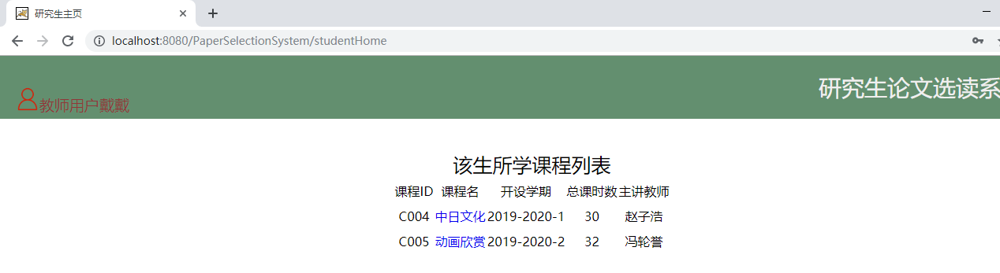 研究生主页
localhost:8080/PaperSelectionSystem/studentHome
研究生论文选读系
教师用户戴戴
该生所学课程列表
课程ID 课程名 开设学期 总课时数 主讲教师
C004 中日文化 2019-2020-1 30 赵子浩
C005 动画欣赏 2019-2020-2 32 冯轮誉